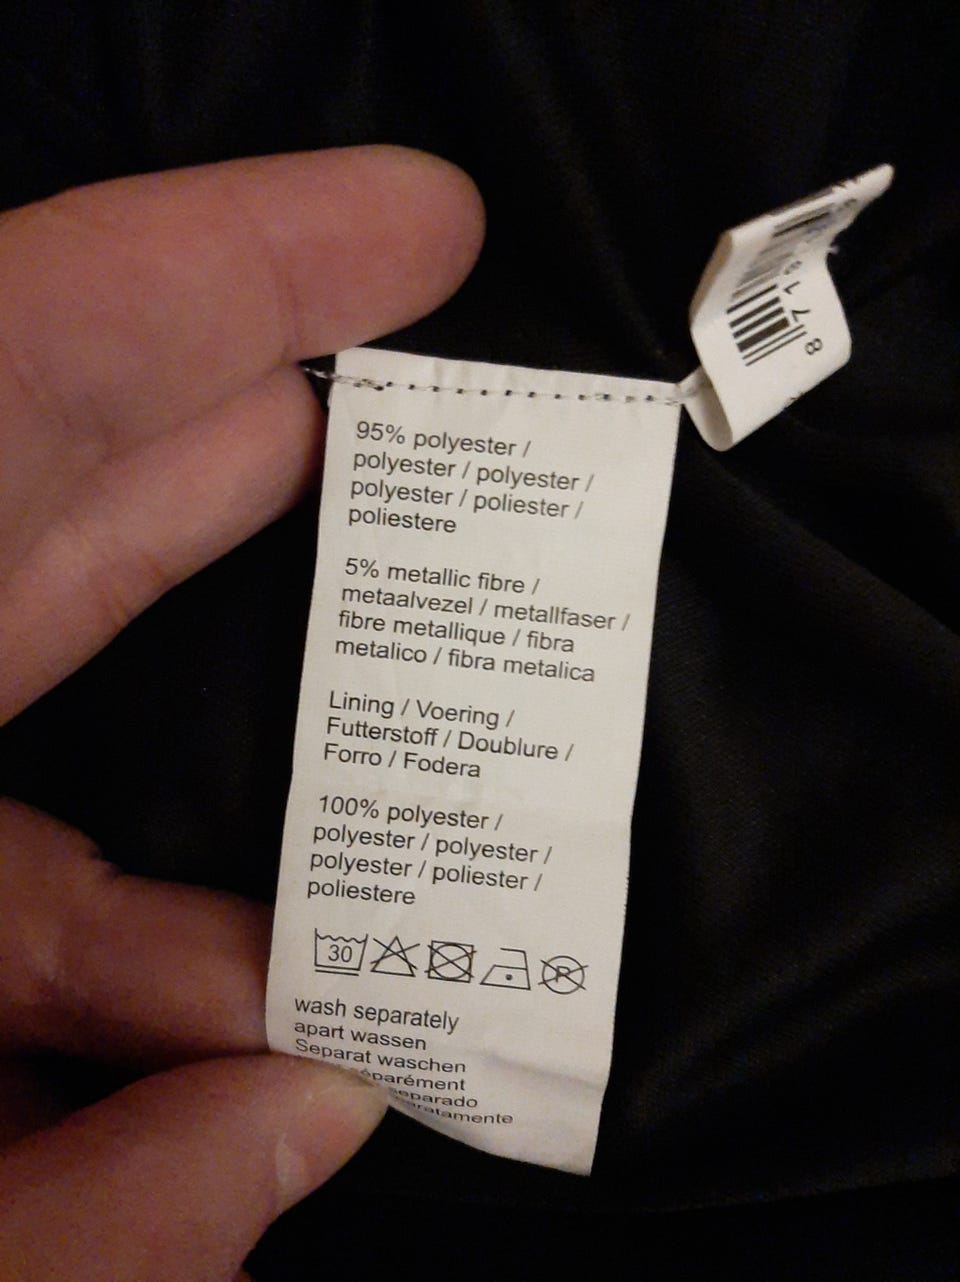 95% polyester /
polyester / polyester /
polyester / poliester /
poliestere
5% metallic fibre /
metaalvezel / metallfaser /
fibre metallique / fibra
metalico / fibra metalica
Lining / Voering /
Futterstoff / Doublure /
Forro / Fodera
100% polyester /
polyester / polyester /
polyester / poliester /
poliestere
30 P
wash separately
apart wassen
Separat waschen
8 718